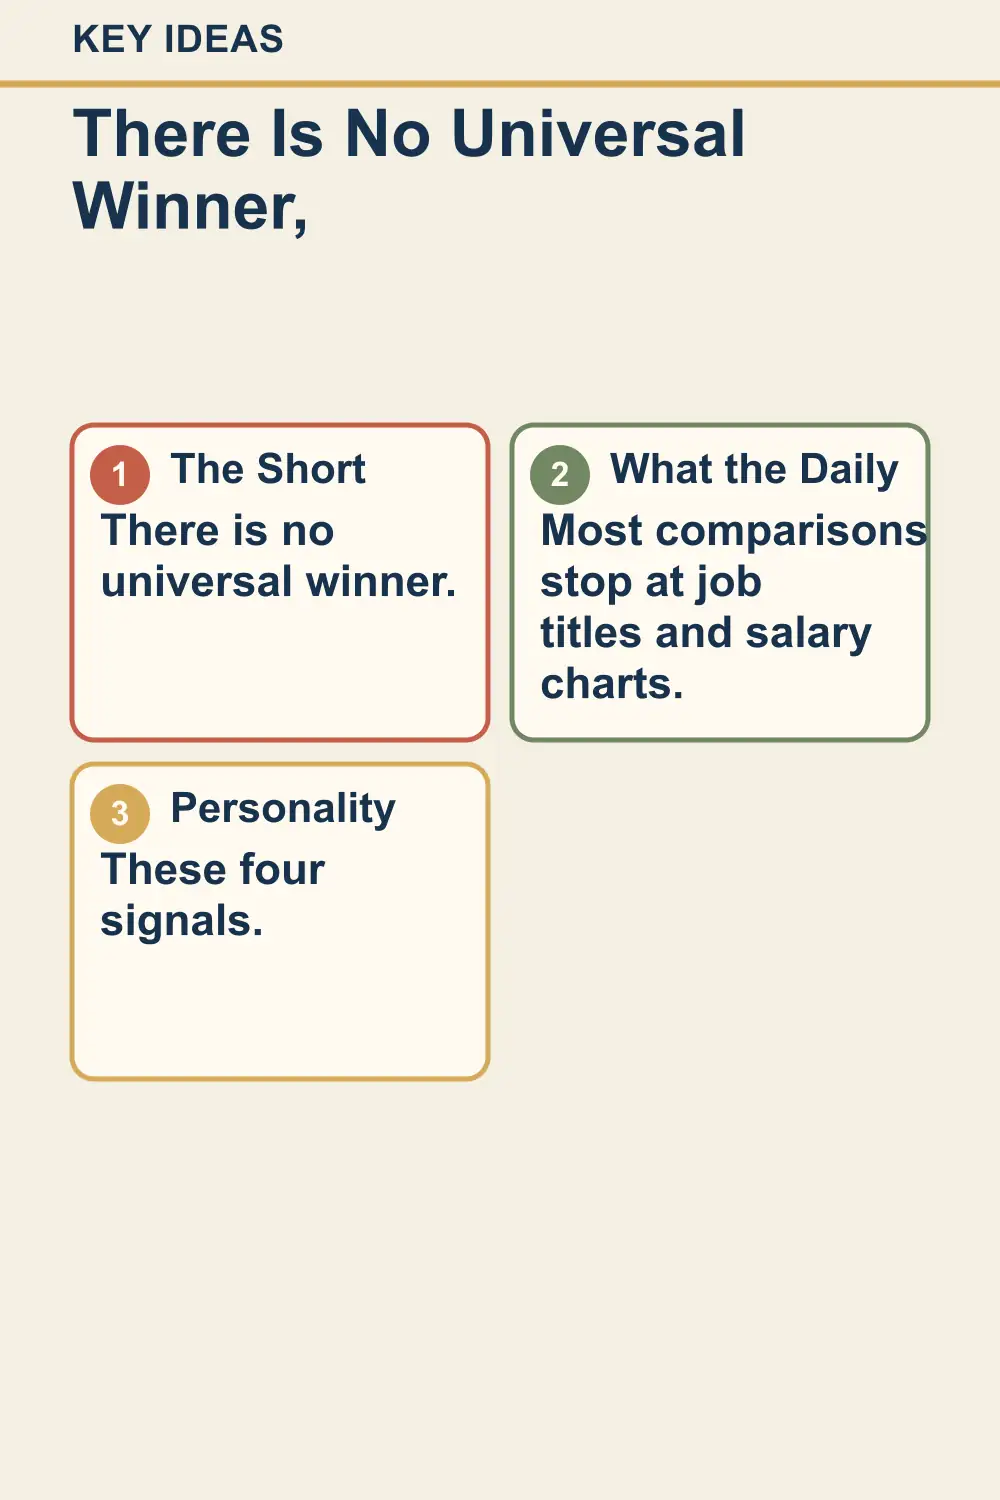 KEY IDEAS
There Is No Universal
Winner,
1 The Short
There is no
universal winner.
2 What the Daily
Most comparisons
stop at job
titles and salary
charts.
3 Personality
These four
signals.